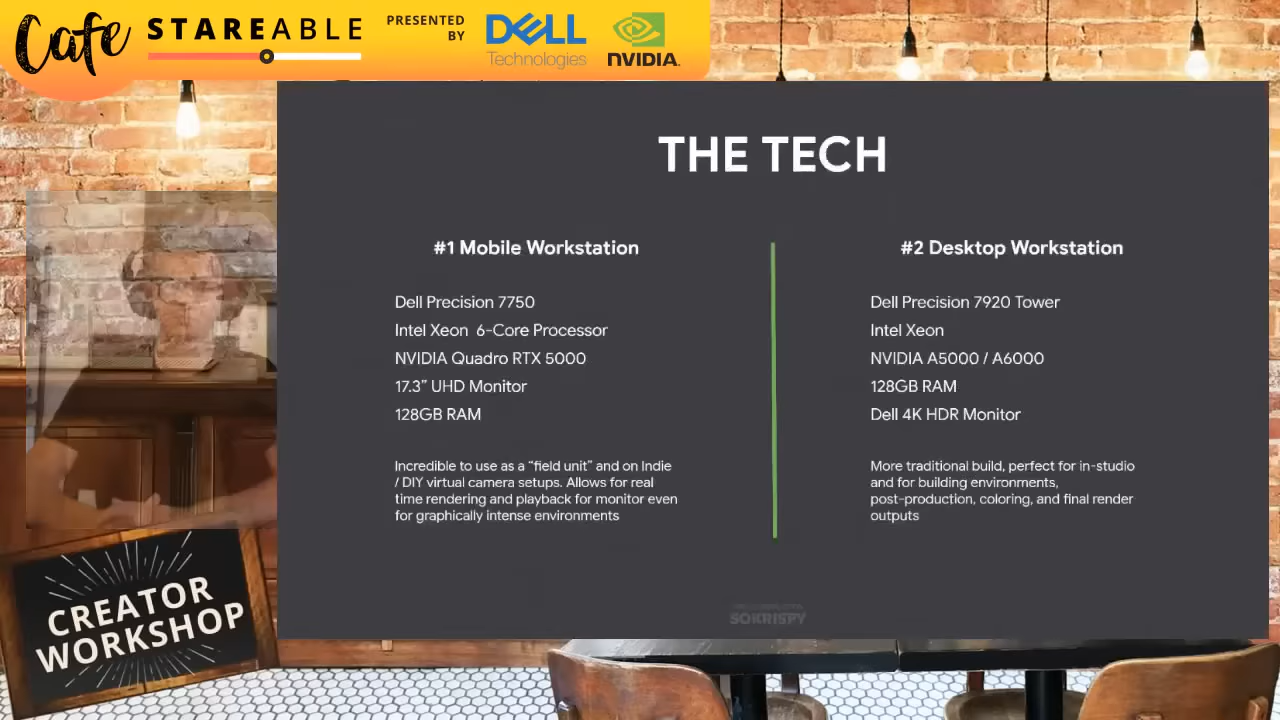 Cafe
STAREABLE
PRESENTED
BY
DELL
Technologies
NVIDIA.
THE TECH
#1 Mobile Workstation
Dell Precision 7750
Intel Xeon  6-Core Processor
NVIDIA Quadro RTX 5000
17.3” UHD Monitor
128GB RAM
Incredible to use as a “field unit” and on Indie
/ DIY virtual camera setups. Allows for real
time rendering and playback for monitor even
for graphically intense environments
#2 Desktop Workstation
Dell Precision 7920 Tower
Intel Xeon
NVIDIA A5000 / A6000
128GB RAM
Dell 4K HDR Monitor
More traditional build, perfect for in-studio
and for building environments,
post-production, coloring, and final render
outputs
SOKRISPY
CREATOR
WORKSHOP